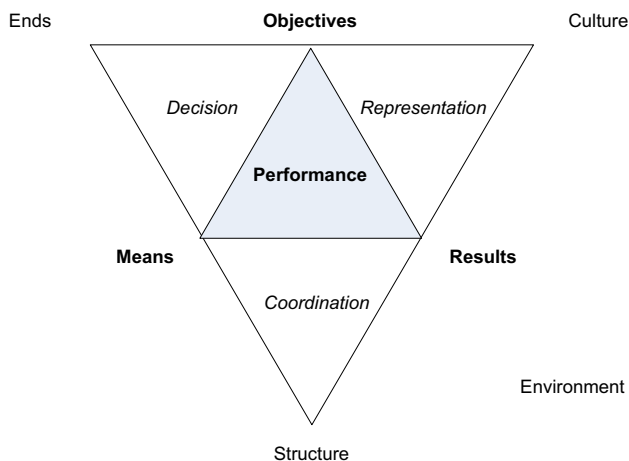 Ends
Objectives
Culture
Decision
Representation
Performance
Means
Results
Coordination
Environment
Structure